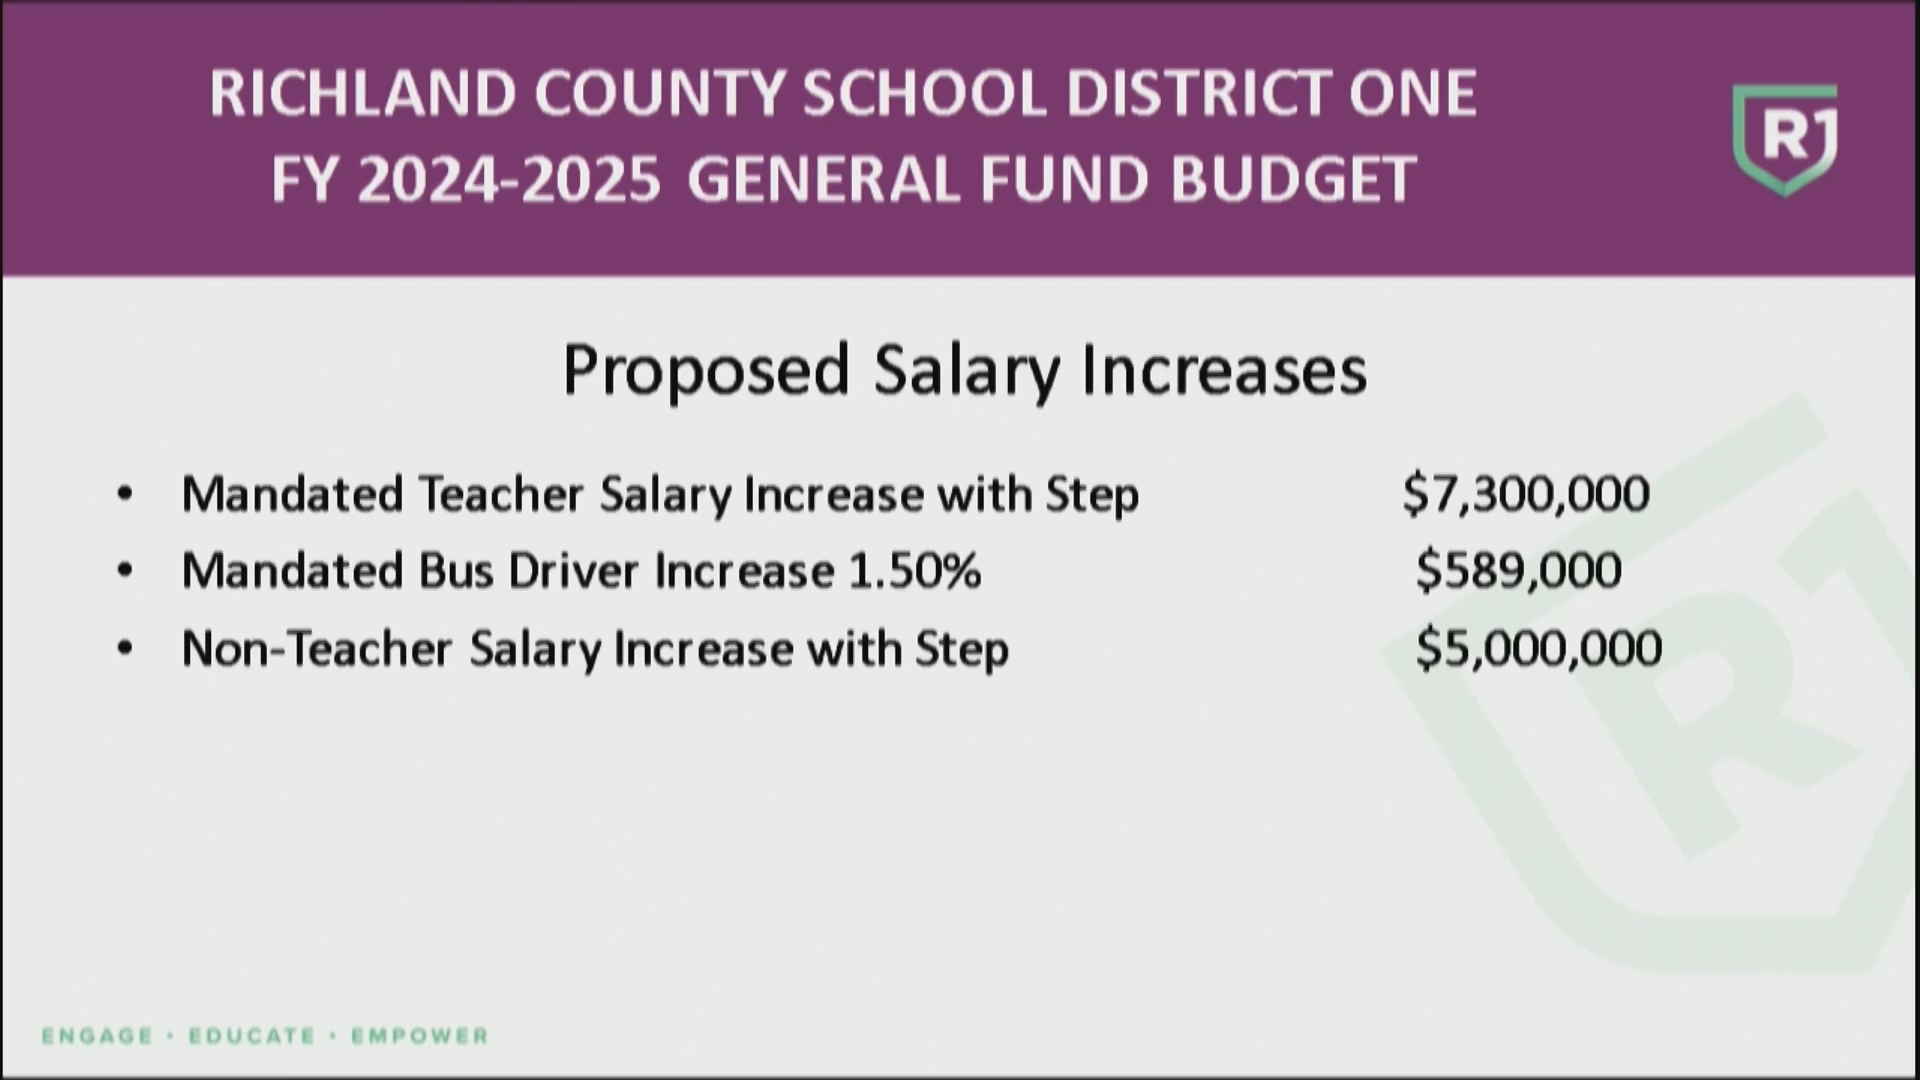 RICHLAND COUNTY SCHOOL DISTRICT ONE
FY 2024-2025 GENERAL FUND BUDGET
R1
Proposed Salary Increases
• Mandated Teacher Salary Increase with Step $7,300,000
• Mandated Bus Driver Increase 1.50% $589,000
• Non-Teacher Salary Increase with Step $5,000,000
R1
ENGAGE • EDUCATE • EMPOWER